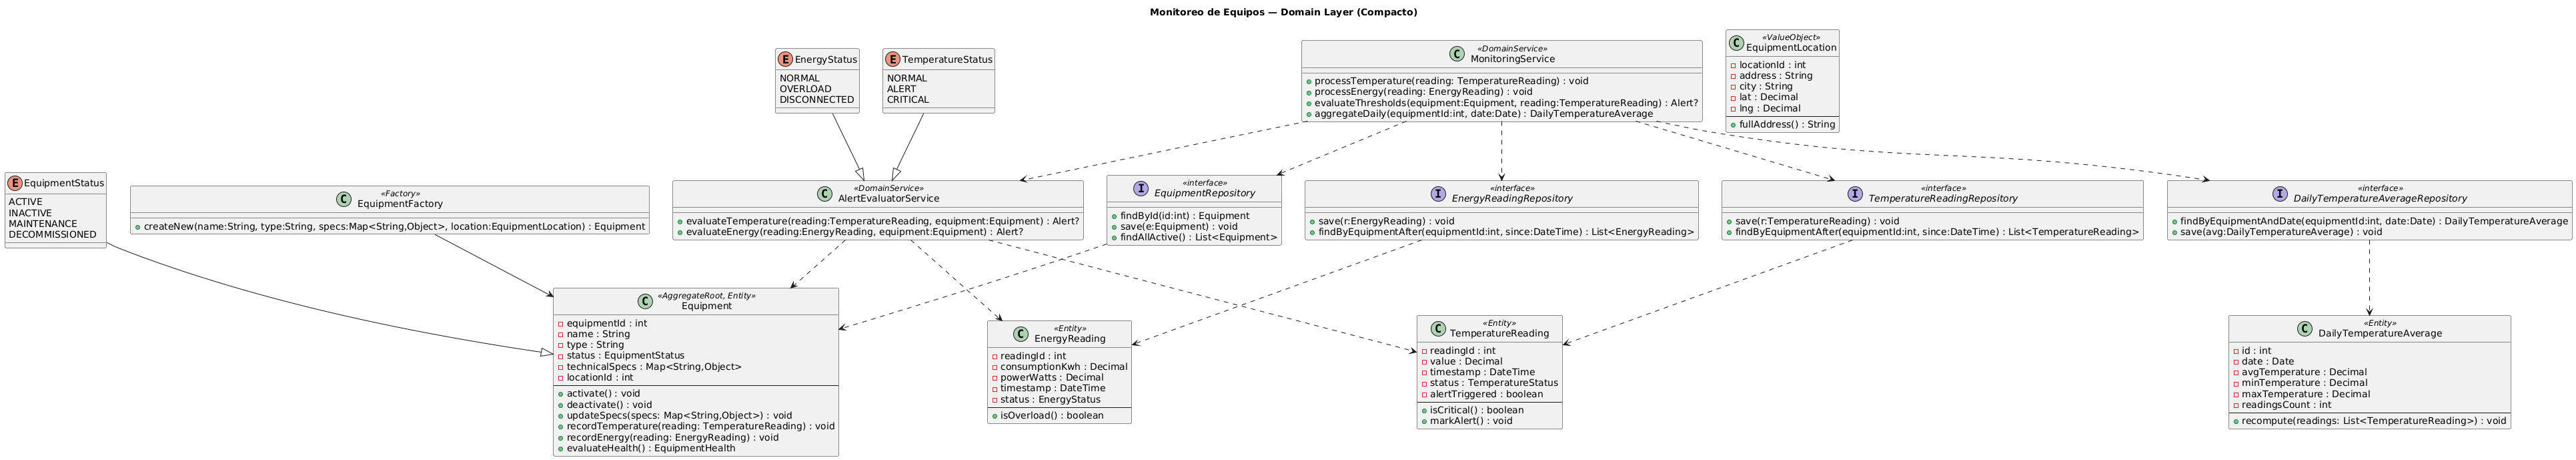 Monitoreo de Equipos — Domain Layer (Compacto)
E EnergyStatus
NORMAL
OVERLOAD
DISCONNECTED
E TemperatureStatus
NORMAL
ALERT
CRITICAL
C «DomainService»
MonitoringService
processTemperature(reading: TemperatureReading) : void
processEnergy(reading: EnergyReading) : void
evaluateThresholds(equipment:Equipment, reading:TemperatureReading) : Alert?
aggregateDaily(equipmentId:int, date:Date) : DailyTemperatureAverage
C «ValueObject»
EquipmentLocation
locationId : int
address : String
city : String
lat : Decimal
lng : Decimal
fullAddress() : String
E EquipmentStatus
ACTIVE
INACTIVE
MAINTENANCE
DECOMMISSIONED
C «Factory»
EquipmentFactory
createNew(name:String, type:String, specs:Map<String,Object>, location:EquipmentLocation) : Equipment
C «DomainService»
AlertEvaluatorService
evaluateTemperature(reading:TemperatureReading, equipment:Equipment) : Alert?
evaluateEnergy(reading:EnergyReading, equipment:Equipment) : Alert?
I «interface»
EquipmentRepository
findById(id:int) : Equipment
save(e:Equipment) : void
findAllActive() : List<Equipment>
I «interface»
EnergyReadingRepository
save(r:EnergyReading) : void
findByEquipmentAfter(equipmentId:int, since:DateTime) : List<EnergyReading>
I «interface»
TemperatureReadingRepository
save(r:TemperatureReading) : void
findByEquipmentAfter(equipmentId:int, since:DateTime) : List<TemperatureReading>
I «interface»
DailyTemperatureAverageRepository
findByEquipmentAndDate(equipmentId:int, date:Date) : DailyTemperatureAverage
save(avg:DailyTemperatureAverage) : void
C «AggregateRoot, Entity»
Equipment
equipmentId : int
name : String
type : String
status : EquipmentStatus
technicalSpecs : Map<String,Object>
locationId : int
activate() : void
deactivate() : void
updateSpecs(specs: Map<String,Object>) : void
recordTemperature(reading: TemperatureReading) : void
recordEnergy(reading: EnergyReading) : void
evaluateHealth() : EquipmentHealth
C «Entity»
EnergyReading
readingId : int
consumptionKwh : Decimal
powerWatts : Decimal
timestamp : DateTime
status : EnergyStatus
isOverload() : boolean
C «Entity»
TemperatureReading
readingId : int
value : Decimal
timestamp : DateTime
status : TemperatureStatus
alertTriggered : boolean
isCritical() : boolean
markAlert() : void
C «Entity»
DailyTemperatureAverage
id : int
date : Date
avgTemperature : Decimal
minTemperature : Decimal
maxTemperature : Decimal
readingsCount : int
recompute(readings: List<TemperatureReading>) : void